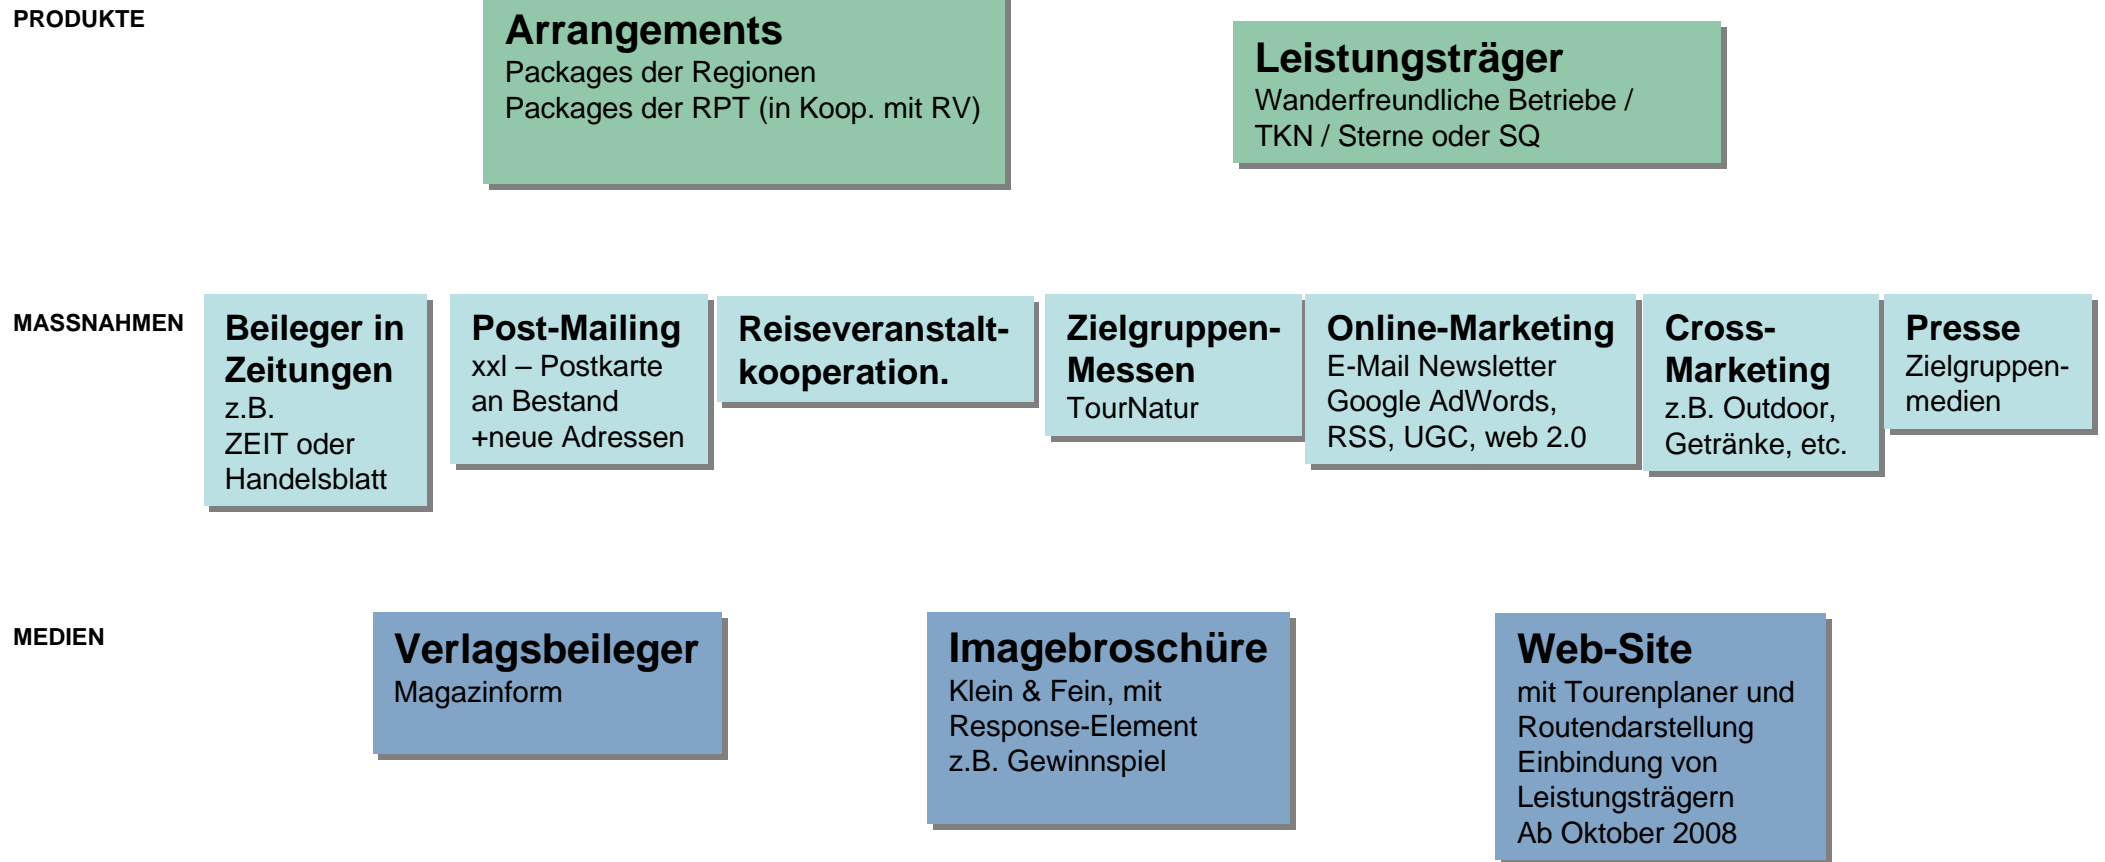 PRODUKTE
Arrangements
Packages der Regionen
Packages der RPT (in Koop. mit RV)
Leistungsträger
Wanderfreundliche Betriebe /
TKN / Sterne oder SQ
MASSNAHMEN
Beileger in
Zeitungen
z.B.
ZEIT oder
Handelsblatt
Post-Mailing
xxl – Postkarte
an Bestand
+neue Adressen
Reiseveranstalt-
kooperation.
Zielgruppen-
Messen
TourNatur
Online-Marketing
E-Mail Newsletter
Google AdWords,
RSS, UGC, web 2.0
Cross-
Marketing
z.B. Outdoor,
Getränke, etc.
Presse
Zielgruppen-
medien
MEDIEN
Verlagsbeileger
Magazinform
Imagebroschüre
Klein & Fein, mit
Response-Element
z.B. Gewinnspiel
Web-Site
mit Tourenplaner und
Routendarstellung
Einbindung von
Leistungsträgern
Ab Oktober 2008